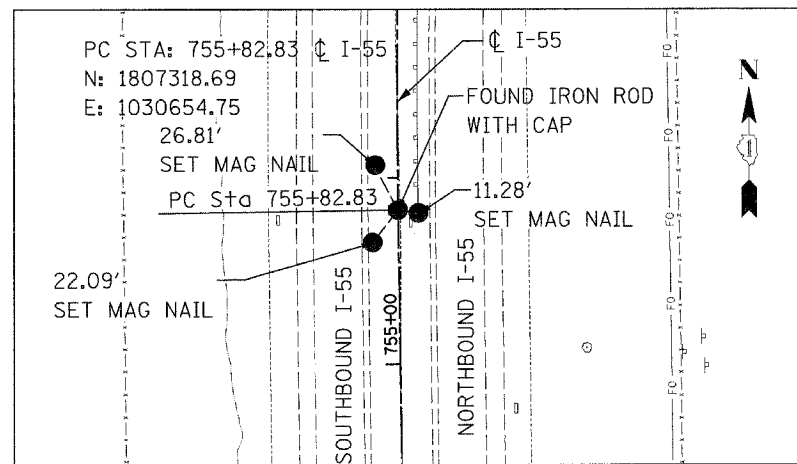 PC STA: 755+82.83 ℄ I-55
N: 1807318.69
E: 1030654.75
℄ I-55
FOUND IRON ROD
WITH CAP
N
26.81'
SET MAG NAIL
PC Sta 755+82.83
11.28'
SET MAG NAIL
22.09'
SET MAG NAIL
SOUTHBOUND I-55
755+00
NORTHBOUND I-55
FO
FO
FO